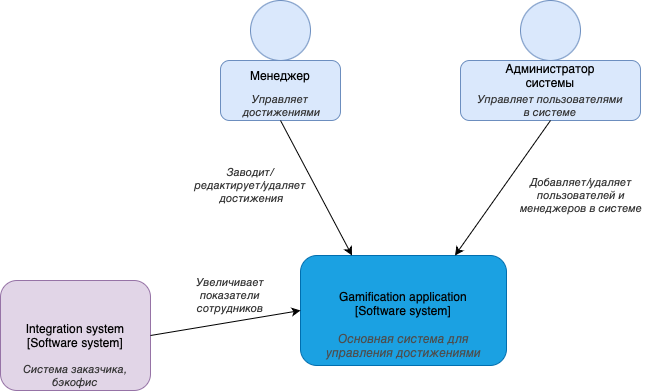 Менеджер
Управляет
достижениями
Администратор
системы
Управляет пользователями
в системе
Заводит/
редактирует/удаляет
достижения
Добавляет/удаляет
пользователей и
менеджеров в системе
Увеличивает
показатели
сотрудников
Gamification application
[Software system]
Основная система для
управления достижениями
Integration system
[Software system]
Система заказчика,
бэкофис